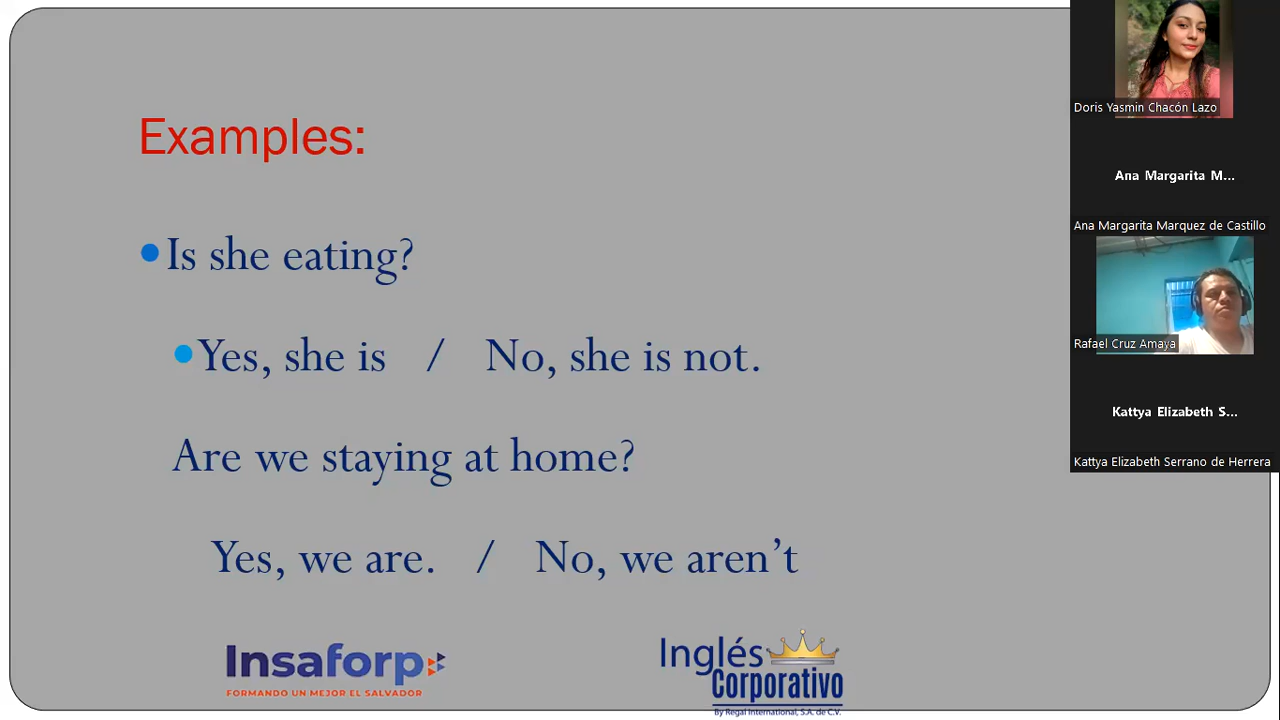 Examples:
Is she eating?
Yes, she is / No, she is not.
Are we staying at home?
Yes, we are. / No, we aren’t
Insaforp
FORMANDO UN MEJOR EL SALVADOR
Inglés
Corporativo
By Regal International, S.A. de C.V.
Doris Yasmin Chacón Lazo
Ana Margarita M...
Ana Margarita Marquez de Castillo
Rafael Cruz Amaya
Kattya Elizabeth S...
Kattya Elizabeth Serrano de Herrera